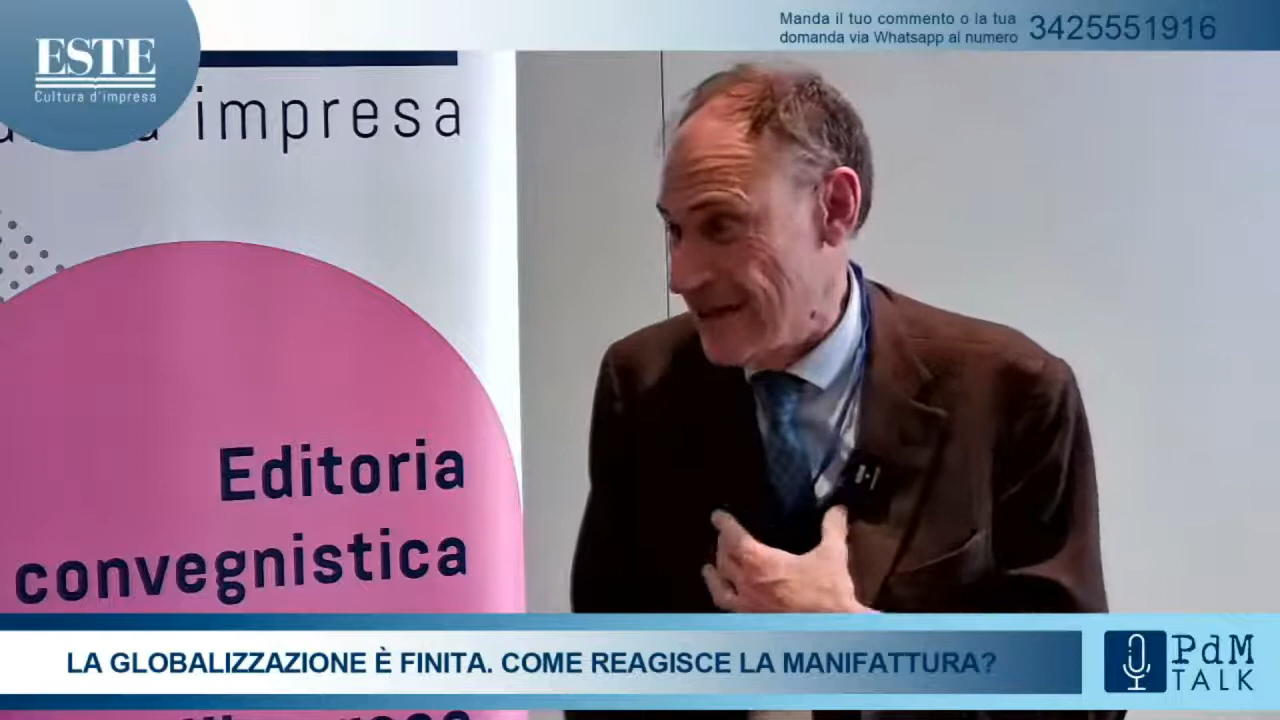 ESTE
Cultura d'impresa
Manda il tuo commento o la tua
domanda via Whatsapp al numero
3425551916
impresa
Editoria
convegnistica
LA GLOBALIZZAZIONE È FINITA. COME REAGISCE LA MANIFATTURA?
PdM
TALK